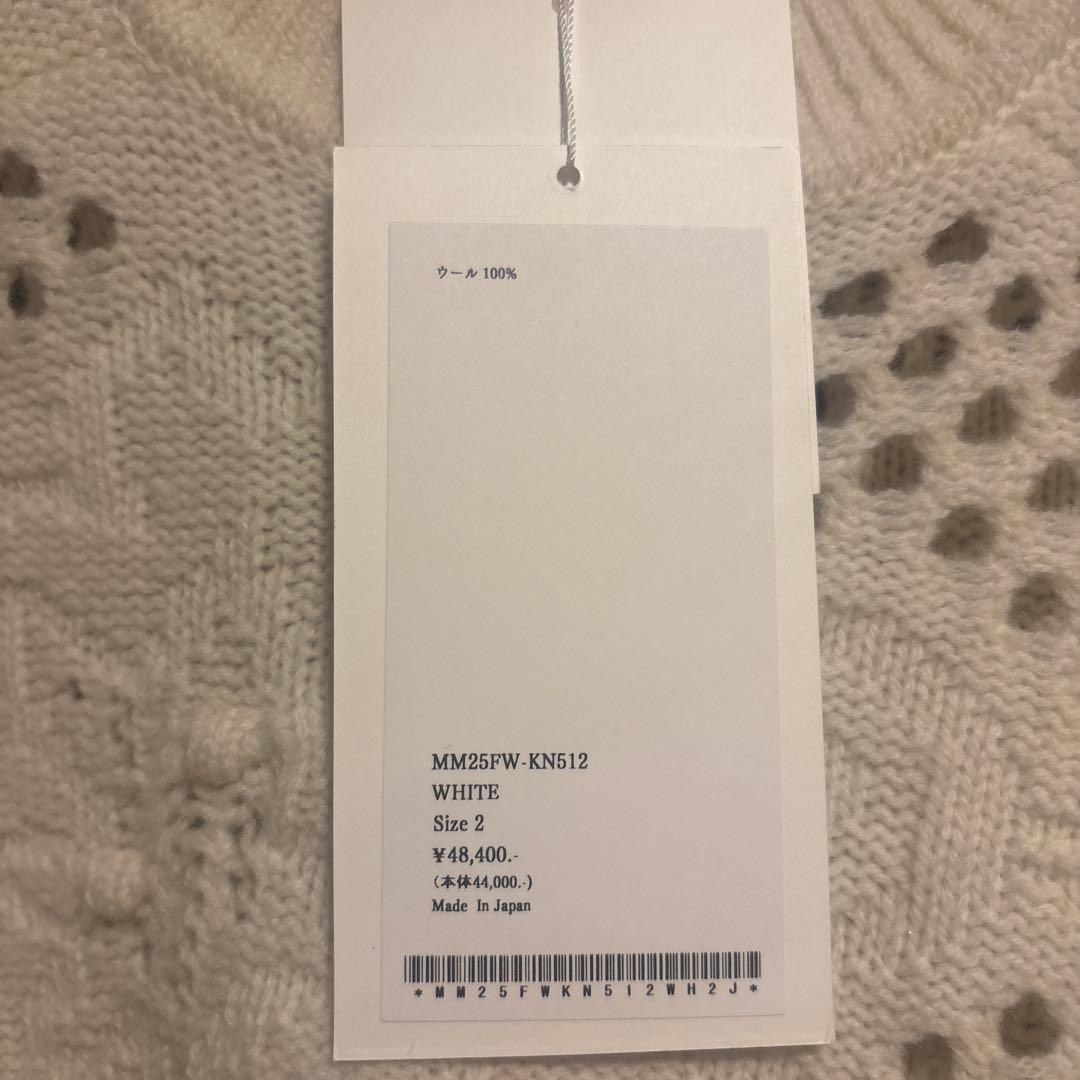 ウール 100%
MM25FW-KN512
WHITE
Size 2
¥48,400.-
(本体44,000.-)
Made In Japan
*MM25FWKN512WH2J*